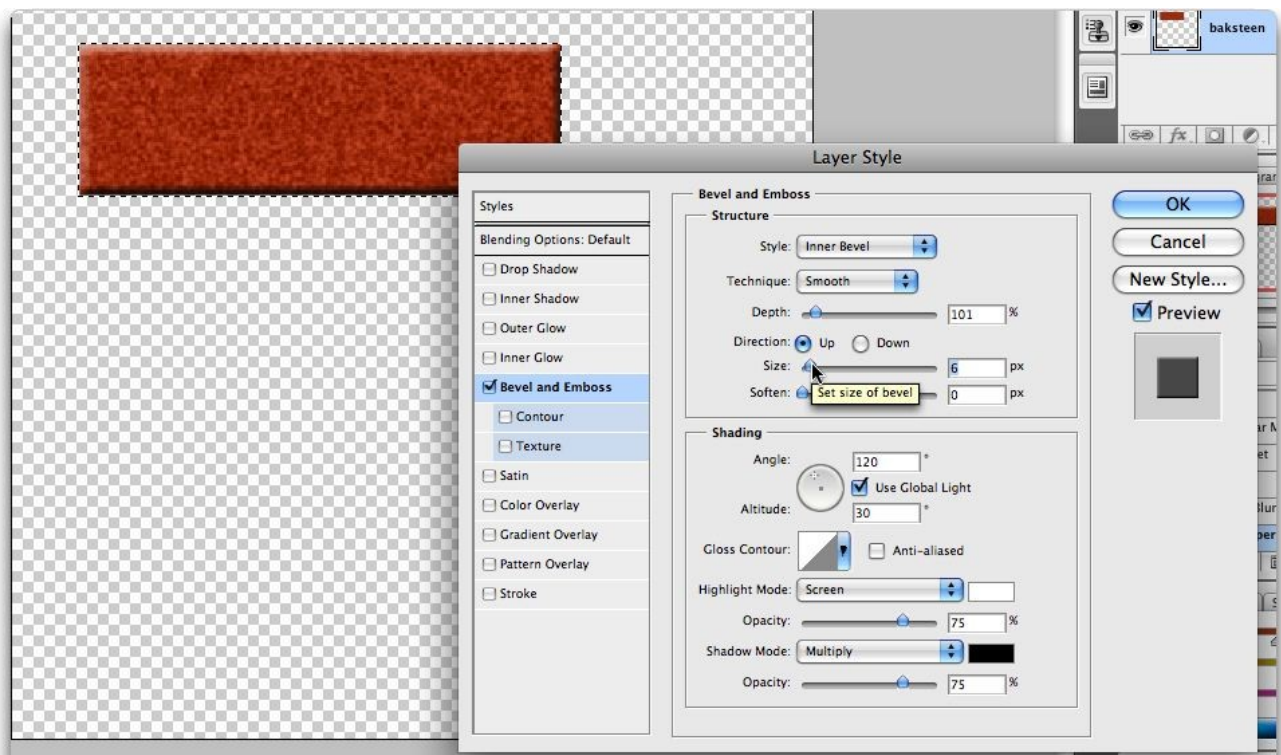 baksteen
fx
Layer Style
Styles
Blending Options: Default
Drop Shadow
Inner Shadow
Outer Glow
Inner Glow
Bevel and Emboss
Contour
Texture
Satin
Color Overlay
Gradient Overlay
Pattern Overlay
Stroke
Bevel and Emboss
Structure
Style: Inner Bevel
Technique: Smooth
Depth: 101 %
Direction: Up Down
Size: 6 px
Set size of bevel
Soften: 0 px
Shading
Angle: 120 °
Use Global Light
Altitude: 30 °
Gloss Contour: Anti-aliased
Highlight Mode: Screen
Opacity: 75 %
Shadow Mode: Multiply
Opacity: 75 %
OK
Cancel
New Style...
Preview